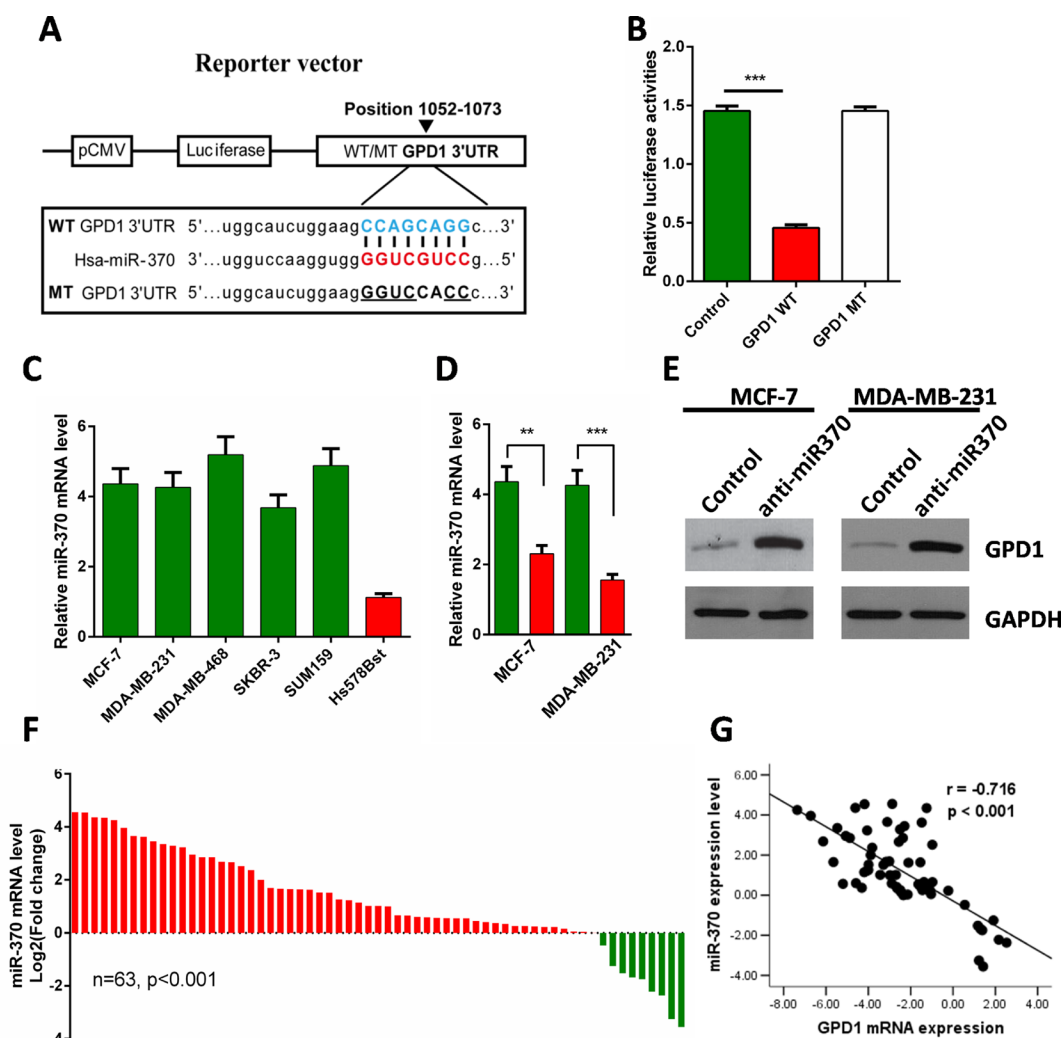 A
Reporter vector
Position 1052-1073
pCMV
Luciferase
WT/MT GPD1 3'UTR
WT GPD1 3'UTR 5'...uggcaucuggaagCCAGCAGGc...3'
Hsa-miR-370 3'...ugguccaagguggGGUCGUCCg...5'
MT GPD1 3'UTR 5'...uggcaucuggaagGGUCCACCc...3'
B
Relative luciferase activities
2.0
1.5
1.0
0.5
0.0
***
Control
GPD1 WT
GPD1 MT
C
Relative miR-370 mRNA level
6
4
2
0
MCF-7
MDA-MB-231
MDA-MB-468
SKBR-3
SUM159
Hs578Bst
D
Relative miR-370 mRNA level
6
4
2
0
**
***
MCF-7
MDA-MB-231
E
MCF-7
MDA-MB-231
Control
anti-miR370
Control
anti-miR370
GPD1
GAPDH
F
miR-370 mRNA level
Log2(Fold change)
6
4
2
0
-2
-4
n=63, p<0.001
G
miR-370 expression level
6.00
4.00
2.00
0.00
-2.00
-4.00
r = -0.716
p < 0.001
-8.00
-6.00
-4.00
-2.00
0.00
2.00
4.00
GPD1 mRNA expression